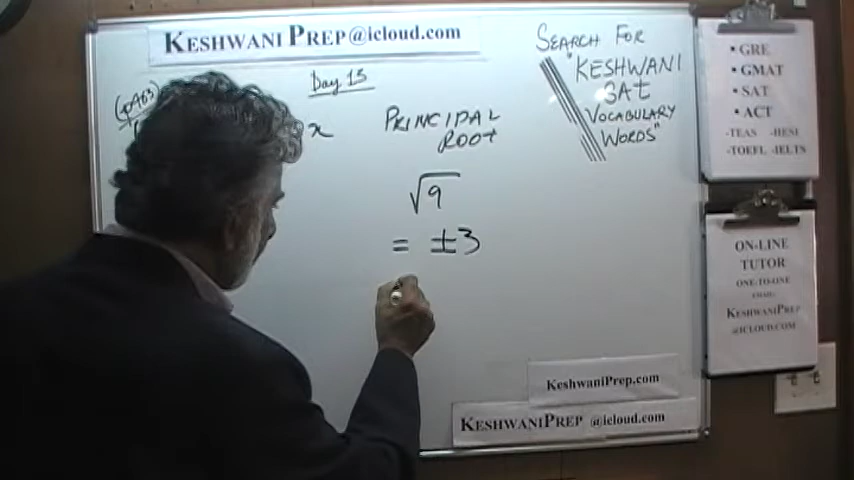 KESHWANI PREP@icloud.com
Day 13
x
PRINCIPAL
ROOT
√9
= ±3
SEARCH FOR
"KESHWANI
SAt
VOCABULARY
WORDS"
• GRE
• GMAT
• SAT
• ACT
-TEAS -HESI
-TOEFL -IELTS
ON-LINE
TUTOR
ONE-TO-ONE
KESHWANIPREP
@ICLOUD.COM
KeshwaniPrep.com
KESHWANIPREP @icloud.com